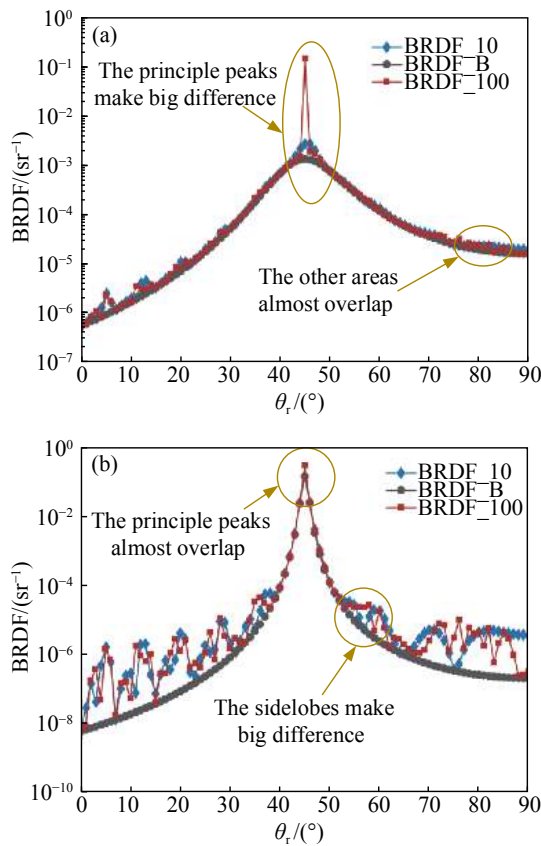 (a)
BRDF_10
BRDF_B
BRDF_100
The principle peaks
make big difference
The other areas
almost overlap
BRDF/(sr⁻¹)
10⁰
10⁻¹
10⁻²
10⁻³
10⁻⁴
10⁻⁵
10⁻⁶
10⁻⁷
0 10 20 30 40 50 60 70 80 90
θr/(°)
(b)
BRDF_10
BRDF_B
BRDF_100
The principle peaks
almost overlap
The sidelobes make
big difference
BRDF/(sr⁻¹)
10⁰
10⁻²
10⁻⁴
10⁻⁶
10⁻⁸
10⁻¹⁰
0 10 20 30 40 50 60 70 80 90
θr/(°)